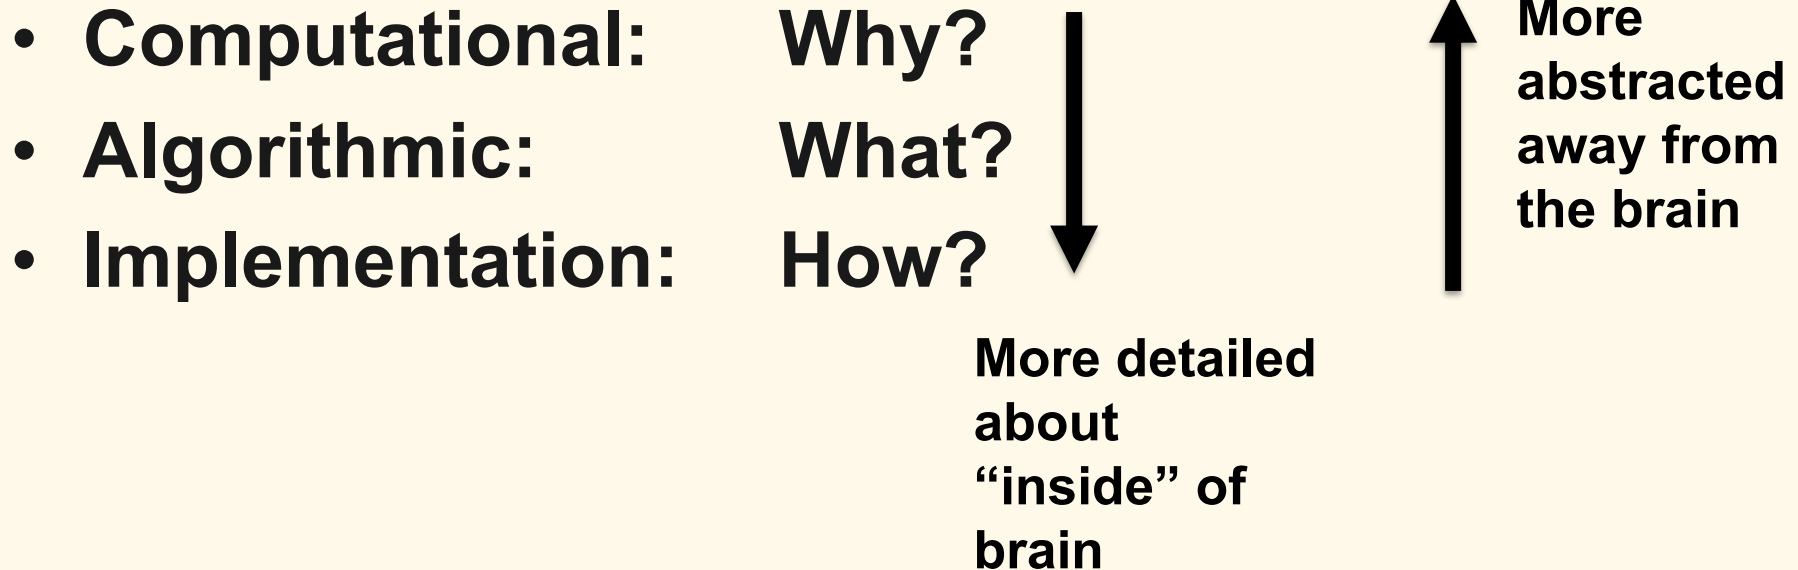 • Computational: Why?
• Algorithmic: What?
• Implementation: How?
More
abstracted
away from
the brain
More detailed
about
“inside” of
brain